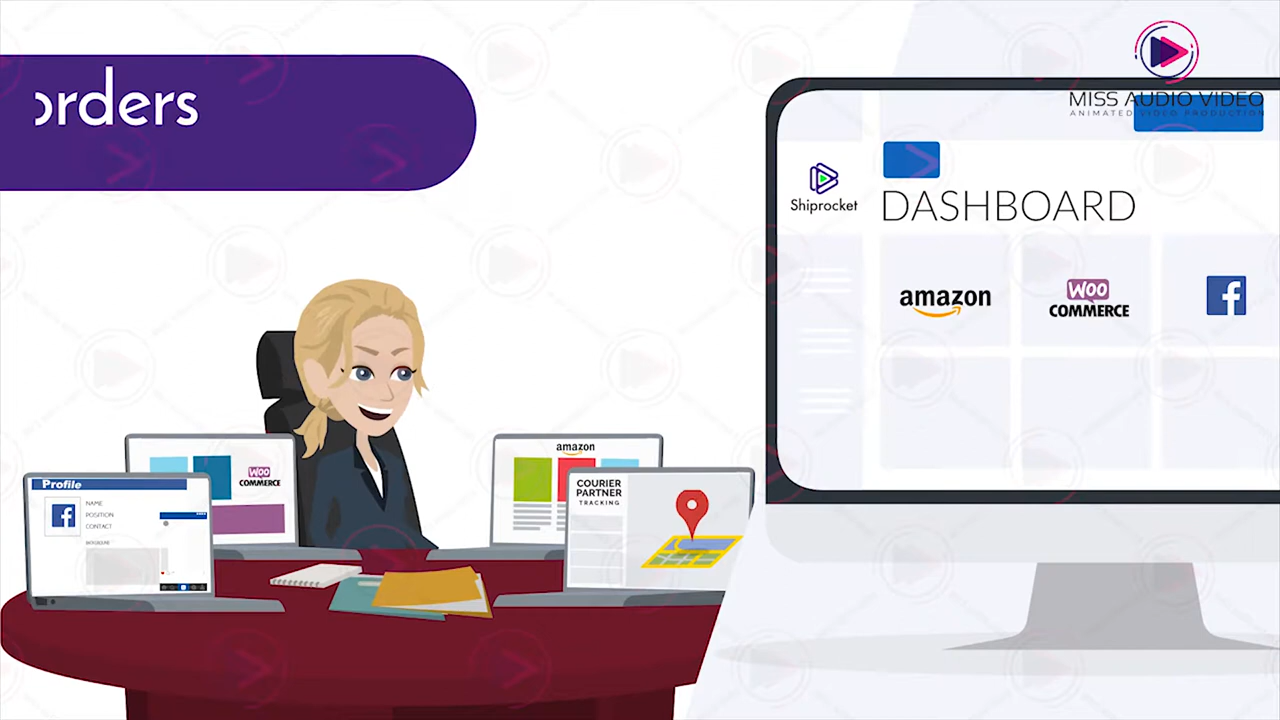 orders
MISS AUDIO VIDEO
ANIMATED VIDEO PRODUCTION
Shiprocket
DASHBOARD
amazon
WOO
COMMERCE
f
WOO
COMMERCE
amazon
Profile
f
NAME
POSITION
CONTACT
BACKGROUND
COURIER
PARTNER
TRACKING